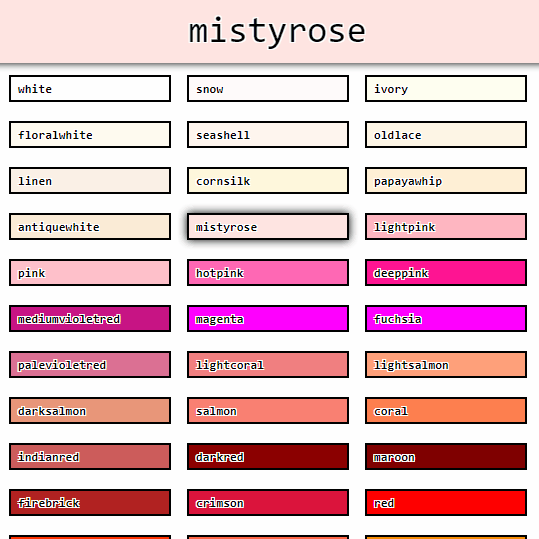 mistyrose
white snow ivory
floralwhite seashell oldlace
linen cornsilk papayawhip
antiquewhite mistyrose lightpink
pink hotpink deeppink
mediumvioletred magenta fuchsia
palevioletred lightcoral lightsalmon
darksalmon salmon coral
indianred darkred maroon
firebrick crimson red